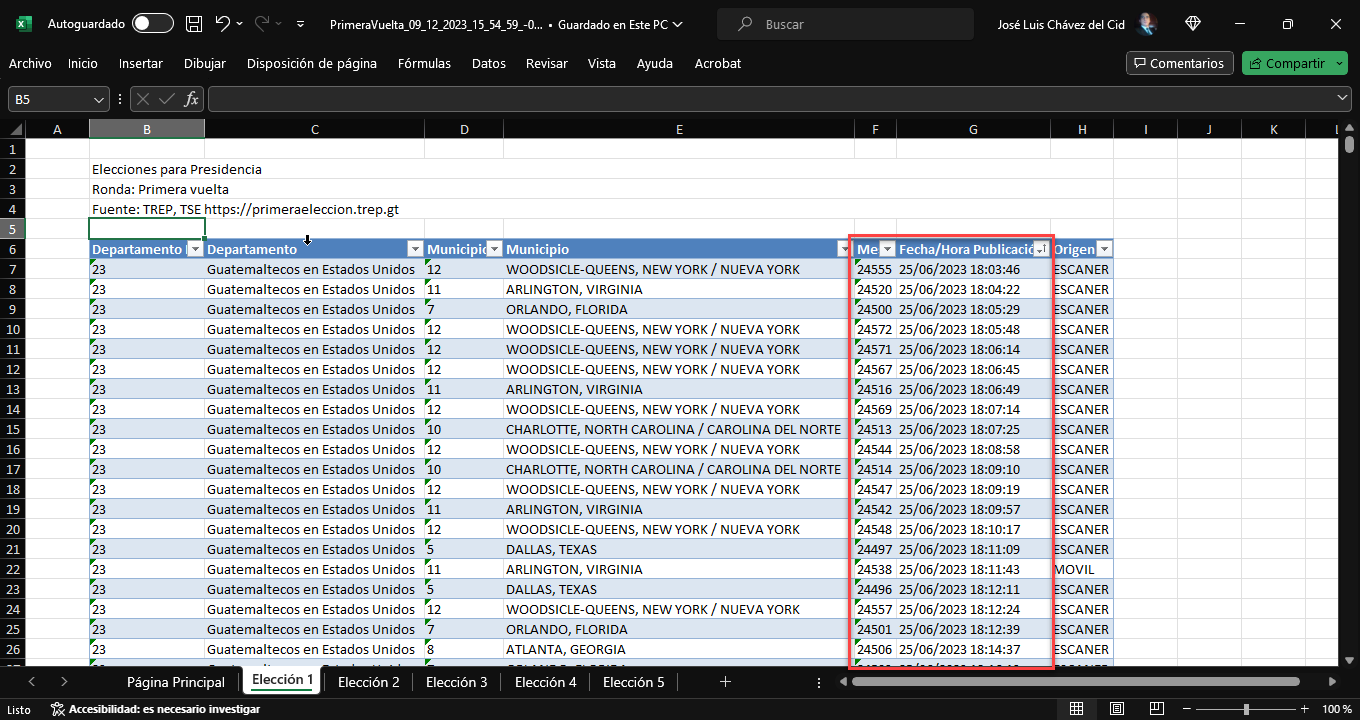 Autoguardado PrimeraVuelta_09_12_2023_15_54_59_-0... • Guardado en Este PC Buscar José Luis Chávez del Cid
Archivo Inicio Insertar Dibujar Disposición de página Fórmulas Datos Revisar Vista Ayuda Acrobat Comentarios Compartir
B5 fx
A B C D E F G H I J K L
1
2 Elecciones para Presidencia
3 Ronda: Primera vuelta
4 Fuente: TREP, TSE https://primeraeleccion.trep.gt
5
6 Departamento Departamento Municipio Municipio Me Fecha/Hora Publicació Origen
7 23 Guatemaltecos en Estados Unidos 12 WOODSICLE-QUEENS, NEW YORK / NUEVA YORK 24555 25/06/2023 18:03:46 ESCANER
8 23 Guatemaltecos en Estados Unidos 11 ARLINGTON, VIRGINIA 24520 25/06/2023 18:04:22 ESCANER
9 23 Guatemaltecos en Estados Unidos 7 ORLANDO, FLORIDA 24500 25/06/2023 18:05:29 ESCANER
10 23 Guatemaltecos en Estados Unidos 12 WOODSICLE-QUEENS, NEW YORK / NUEVA YORK 24572 25/06/2023 18:05:48 ESCANER
11 23 Guatemaltecos en Estados Unidos 12 WOODSICLE-QUEENS, NEW YORK / NUEVA YORK 24571 25/06/2023 18:06:14 ESCANER
12 23 Guatemaltecos en Estados Unidos 12 WOODSICLE-QUEENS, NEW YORK / NUEVA YORK 24567 25/06/2023 18:06:45 ESCANER
13 23 Guatemaltecos en Estados Unidos 11 ARLINGTON, VIRGINIA 24516 25/06/2023 18:06:49 ESCANER
14 23 Guatemaltecos en Estados Unidos 12 WOODSICLE-QUEENS, NEW YORK / NUEVA YORK 24569 25/06/2023 18:07:14 ESCANER
15 23 Guatemaltecos en Estados Unidos 10 CHARLOTTE, NORTH CAROLINA / CAROLINA DEL NORTE 24513 25/06/2023 18:07:25 ESCANER
16 23 Guatemaltecos en Estados Unidos 12 WOODSICLE-QUEENS, NEW YORK / NUEVA YORK 24544 25/06/2023 18:08:58 ESCANER
17 23 Guatemaltecos en Estados Unidos 10 CHARLOTTE, NORTH CAROLINA / CAROLINA DEL NORTE 24514 25/06/2023 18:09:10 ESCANER
18 23 Guatemaltecos en Estados Unidos 12 WOODSICLE-QUEENS, NEW YORK / NUEVA YORK 24547 25/06/2023 18:09:19 ESCANER
19 23 Guatemaltecos en Estados Unidos 11 ARLINGTON, VIRGINIA 24542 25/06/2023 18:09:57 ESCANER
20 23 Guatemaltecos en Estados Unidos 12 WOODSICLE-QUEENS, NEW YORK / NUEVA YORK 24548 25/06/2023 18:10:17 ESCANER
21 23 Guatemaltecos en Estados Unidos 5 DALLAS, TEXAS 24497 25/06/2023 18:11:09 ESCANER
22 23 Guatemaltecos en Estados Unidos 11 ARLINGTON, VIRGINIA 24538 25/06/2023 18:11:43 MOVIL
23 23 Guatemaltecos en Estados Unidos 5 DALLAS, TEXAS 24496 25/06/2023 18:12:11 ESCANER
24 23 Guatemaltecos en Estados Unidos 12 WOODSICLE-QUEENS, NEW YORK / NUEVA YORK 24557 25/06/2023 18:12:24 ESCANER
25 23 Guatemaltecos en Estados Unidos 7 ORLANDO, FLORIDA 24501 25/06/2023 18:12:39 ESCANER
26 23 Guatemaltecos en Estados Unidos 8 ATLANTA, GEORGIA 24506 25/06/2023 18:14:37 ESCANER
Página Principal Elección 1 Elección 2 Elección 3 Elección 4 Elección 5
Listo Accesibilidad: es necesario investigar 100 %